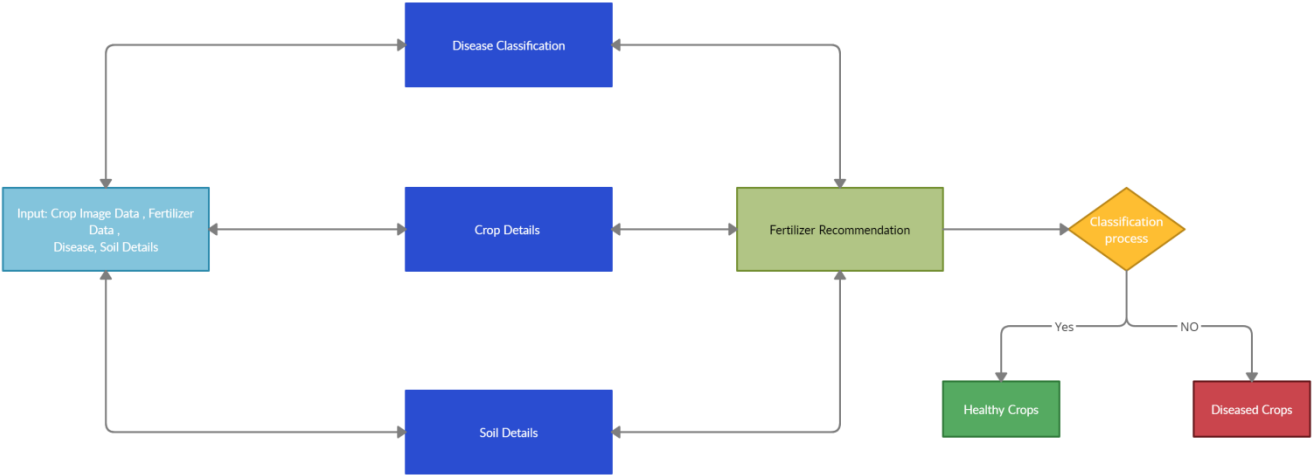 Disease Classification
Input: Crop Image Data , Fertilizer
Data ,
Disease, Soil Details
Crop Details
Fertilizer Recommendation
Classification
process
Yes
NO
Healthy Crops
Diseased Crops
Soil Details